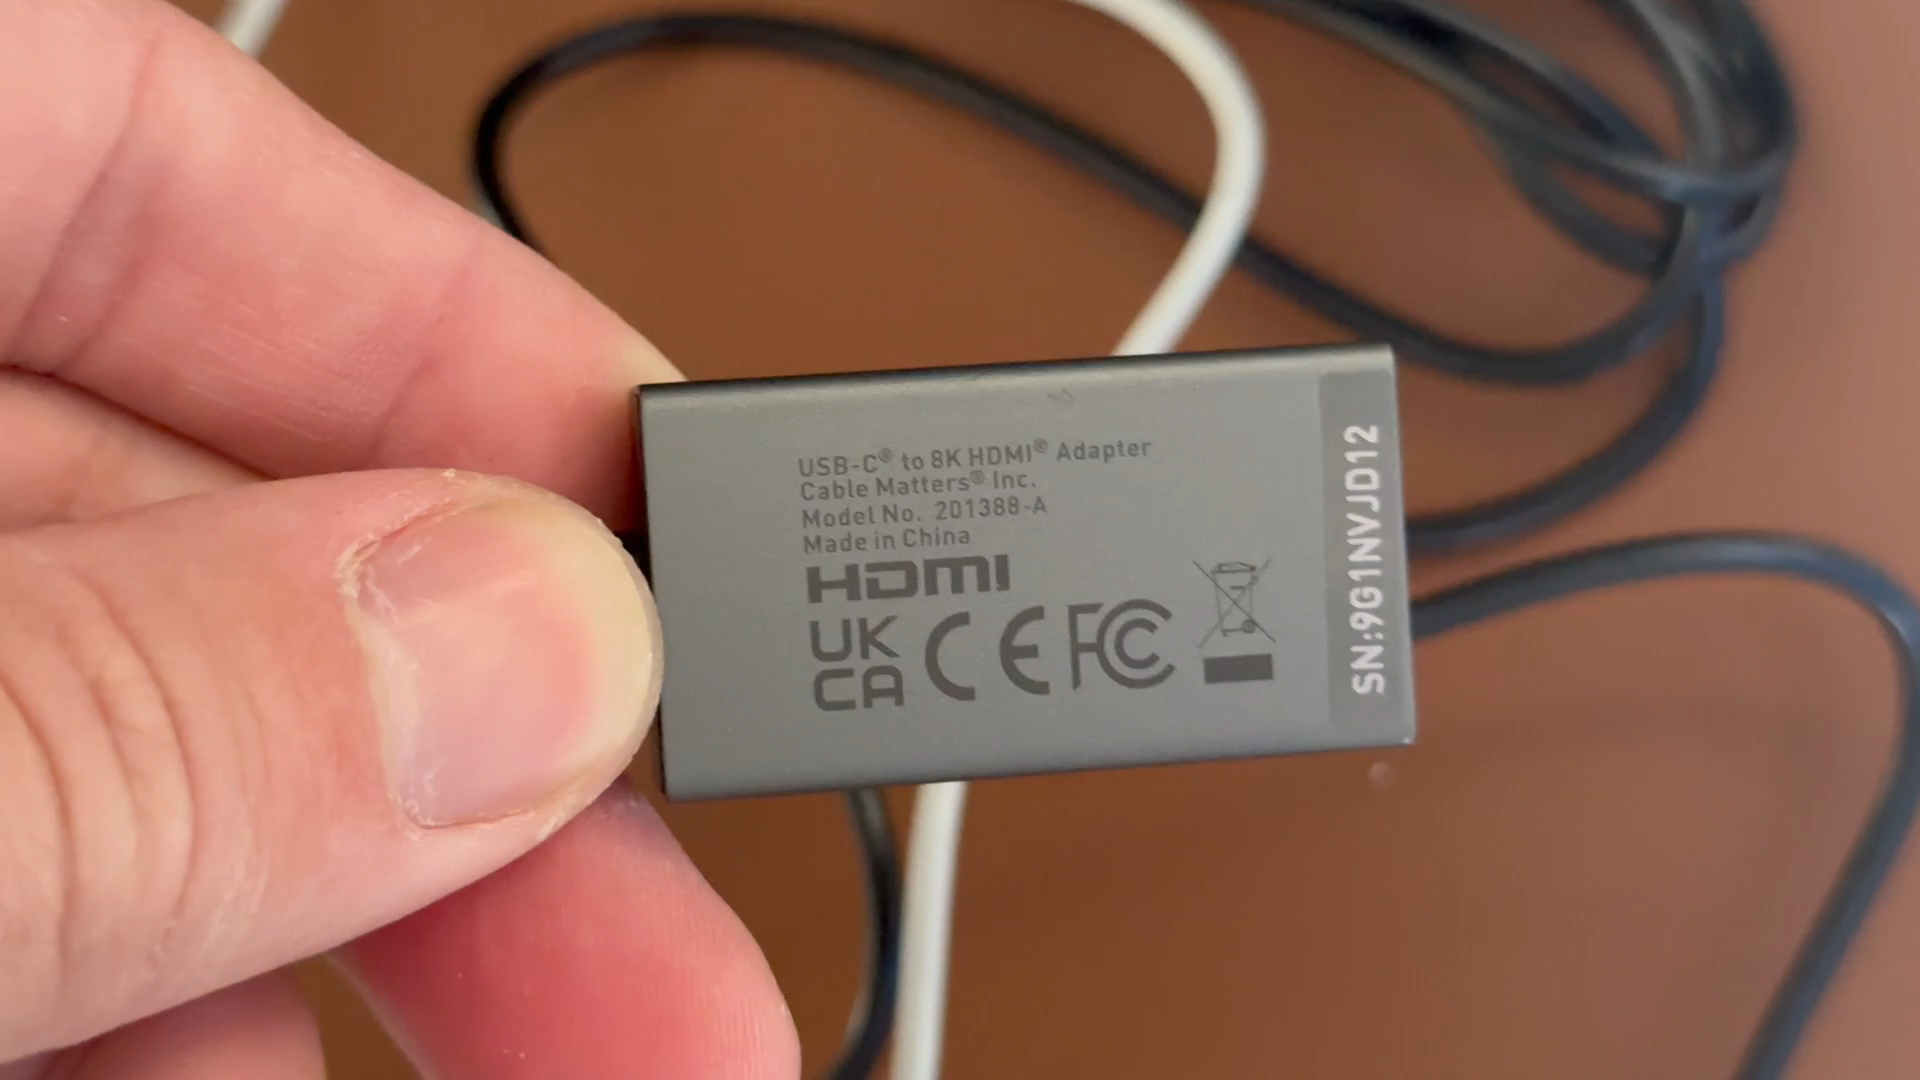 USB-C® to 8K HDMI® Adapter
Cable Matters® Inc.
Model No. 201388-A
Made in China
HDMI
UK
CA CE FC
SN:9G1NVJD12